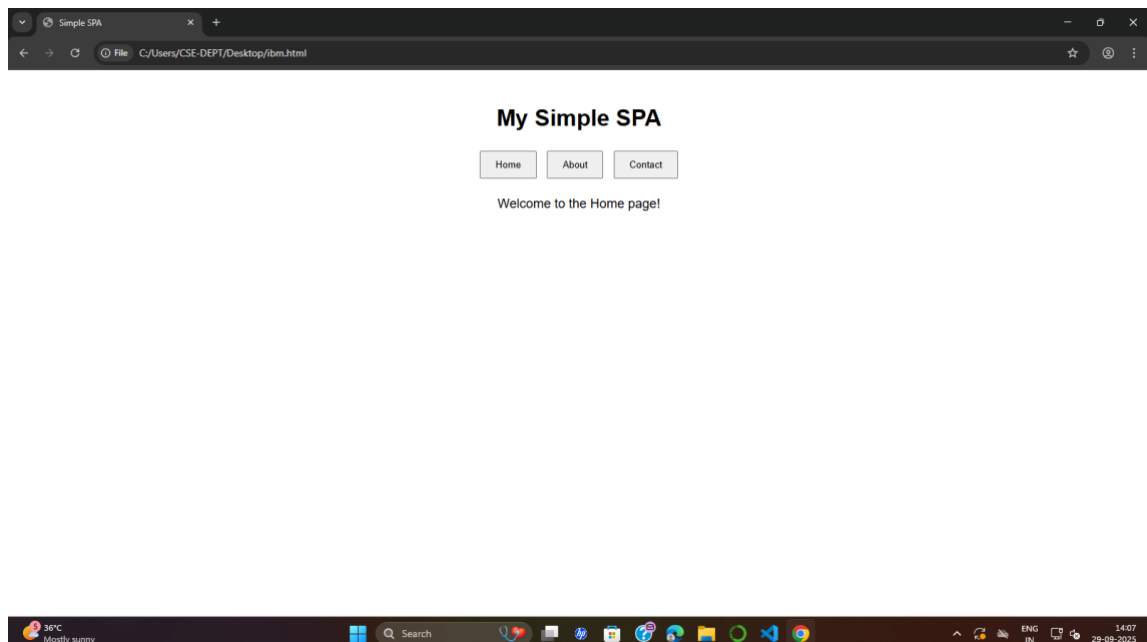 Simple SPA
File C:/Users/CSE-DEPT/Desktop/ibm.html
My Simple SPA
Home About Contact
Welcome to the Home page!
5 36°C
Mostly sunny
Search
ENG
IN
14:07
29-09-2025